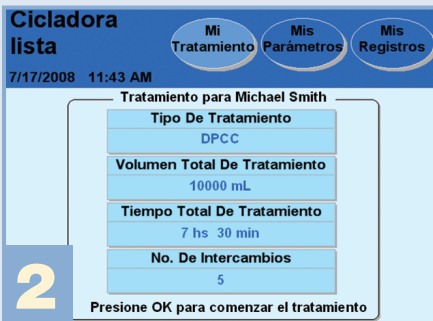 Cicladora
lista
7/17/2008 11:43 AM
Mi
Tratamiento
Mis
Parámetros
Mis
Registros
Tratamiento para Michael Smith
Tipo De Tratamiento
DPCC
Volumen Total De Tratamiento
10000 mL
Tiempo Total De Tratamiento
7 hs 30 min
No. De Intercambios
5
2
Presione OK para comenzar el tratamiento